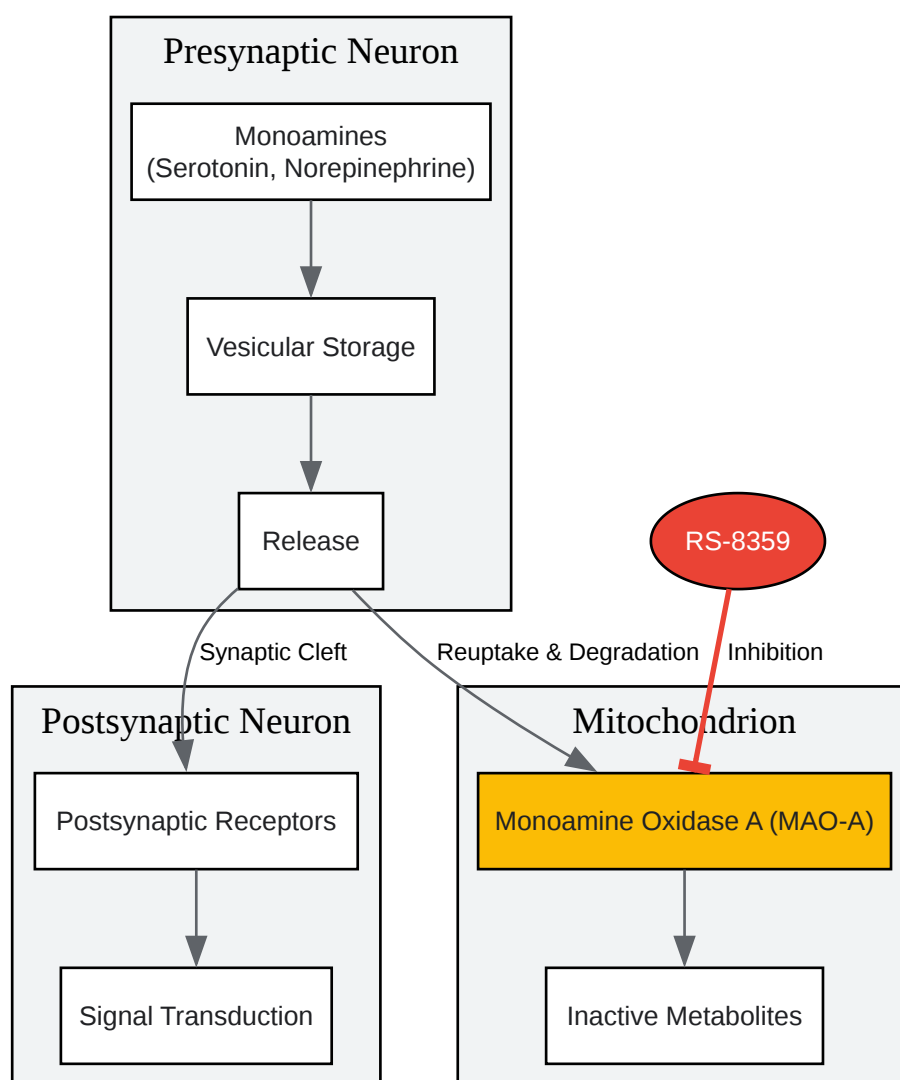 Presynaptic Neuron
Monoamines
(Serotonin, Norepinephrine)
Vesicular Storage
Release
RS-8359
Synaptic Cleft
Reuptake & Degradation
Inhibition
Postsynaptic Neuron
Mitochondrion
Postsynaptic Receptors
Monoamine Oxidase A (MAO-A)
Signal Transduction
Inactive Metabolites